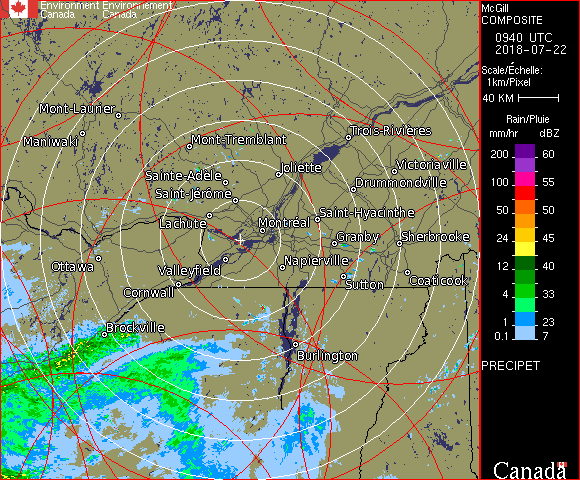 Environment Environnement
Canada Canada
McGill
COMPOSITE
0940 UTC
2018-07-22
Scale/Échelle:
1km/Pixel
40 KM
Rain/Pluie
mm/hr dBZ
200 60
100 55
50 50
24 45
12 40
4 33
1 23
0.1 7
PRECIPET
Canada
Mont-Laurier
Maniwaki
Mont-Tremblant
Trois-Rivières
Joliette
Victoriaville
Sainte-Adèle
Drummondville
Saint-Jérôme
Lachute
Saint-Hyacinthe
Montréal
Granby
Sherbrooke
Ottawa
Valleyfield
Napierville
Cornwall
Sutton
Coaticook
Brockville
Burlington